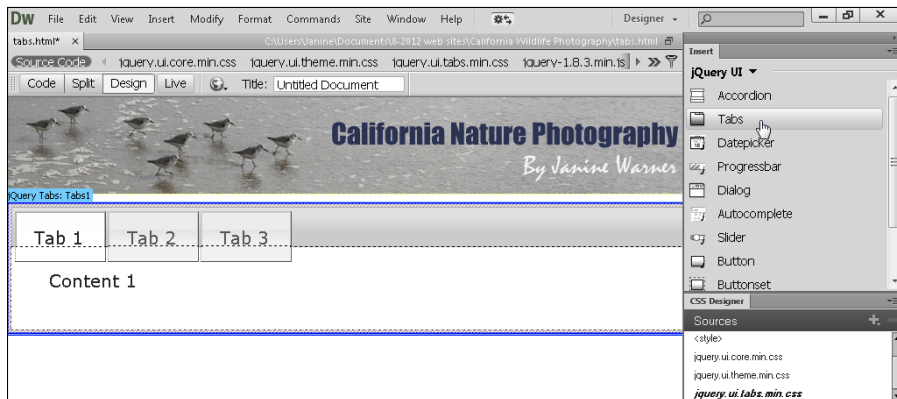 DW File Edit View Insert Modify Format Commands Site Window Help Designer
tabs.html* x C:\Users\Janine\Documents\8-2012 web sites\California Wildlife Photography\tabs.html
Source Code jquery.ui.core.min.css jquery.ui.theme.min.css jquery.ui.tabs.min.css jquery-1.8.3.min.js
Code Split Design Live Title: Untitled Document
California Nature Photography
By Janine Warner
jQuery Tabs: Tabs1
Tab 1 Tab 2 Tab 3
Content 1
Insert
jQuery UI
Accordion
Tabs
Datepicker
Progressbar
Dialog
Autocomplete
Slider
Button
Buttonset
CSS Designer
Sources
<style>
jquery.ui.core.min.css
jquery.ui.theme.min.css
jquery.ui.tabs.min.css